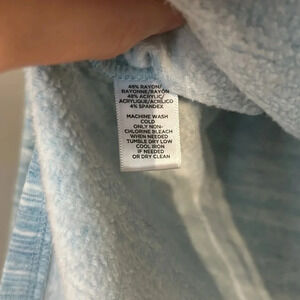 48% RAYON/
RAYONNE/RAYÓN
48% ACRYLIC/
ACRYLIQUE/ACRÍLICO
4% SPANDEX
MACHINE WASH
COLD
ONLY NON-
CHLORINE BLEACH
WHEN NEEDED
TUMBLE DRY LOW
COOL IRON
IF NEEDED
OR DRY CLEAN